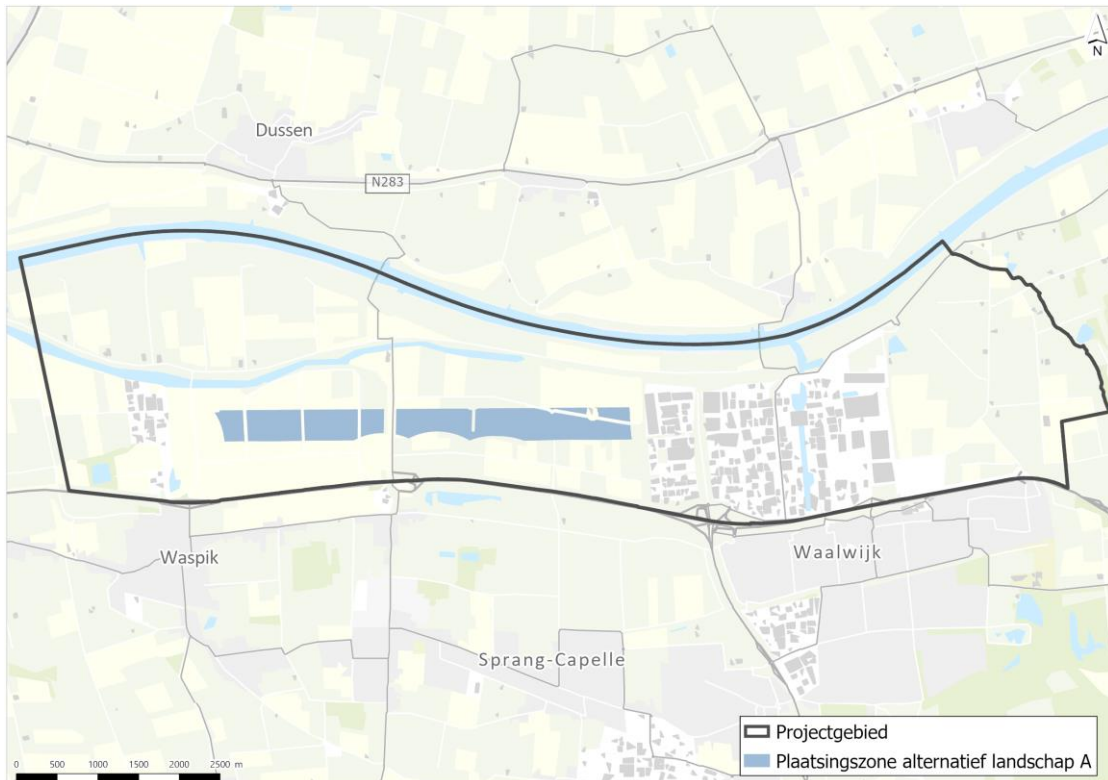 N
Dussen
N283
Waspik
Waalwijk
Sprang-Capelle
Projectgebied
Plaatsingszone alternatief landschap A
0 500 1000 1500 2000 2500 m